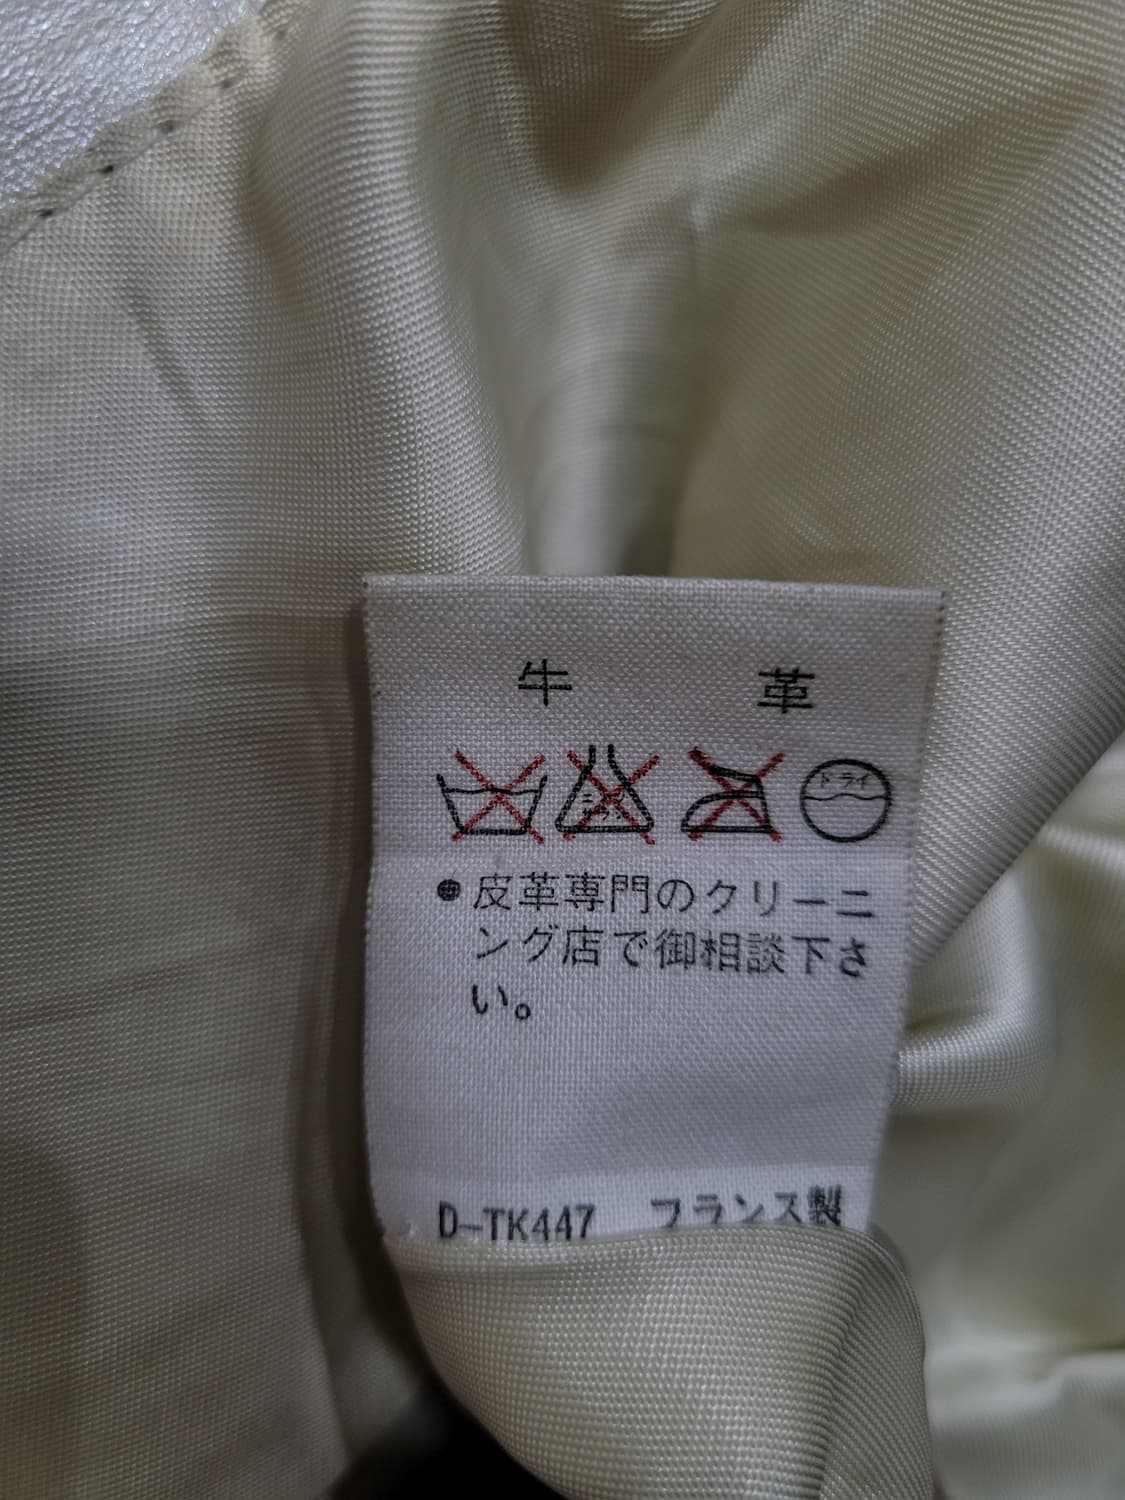 牛 革
ドライ
●皮革専門のクリーニ
ング店で御相談下さ
い。
D-TK447 フランス製